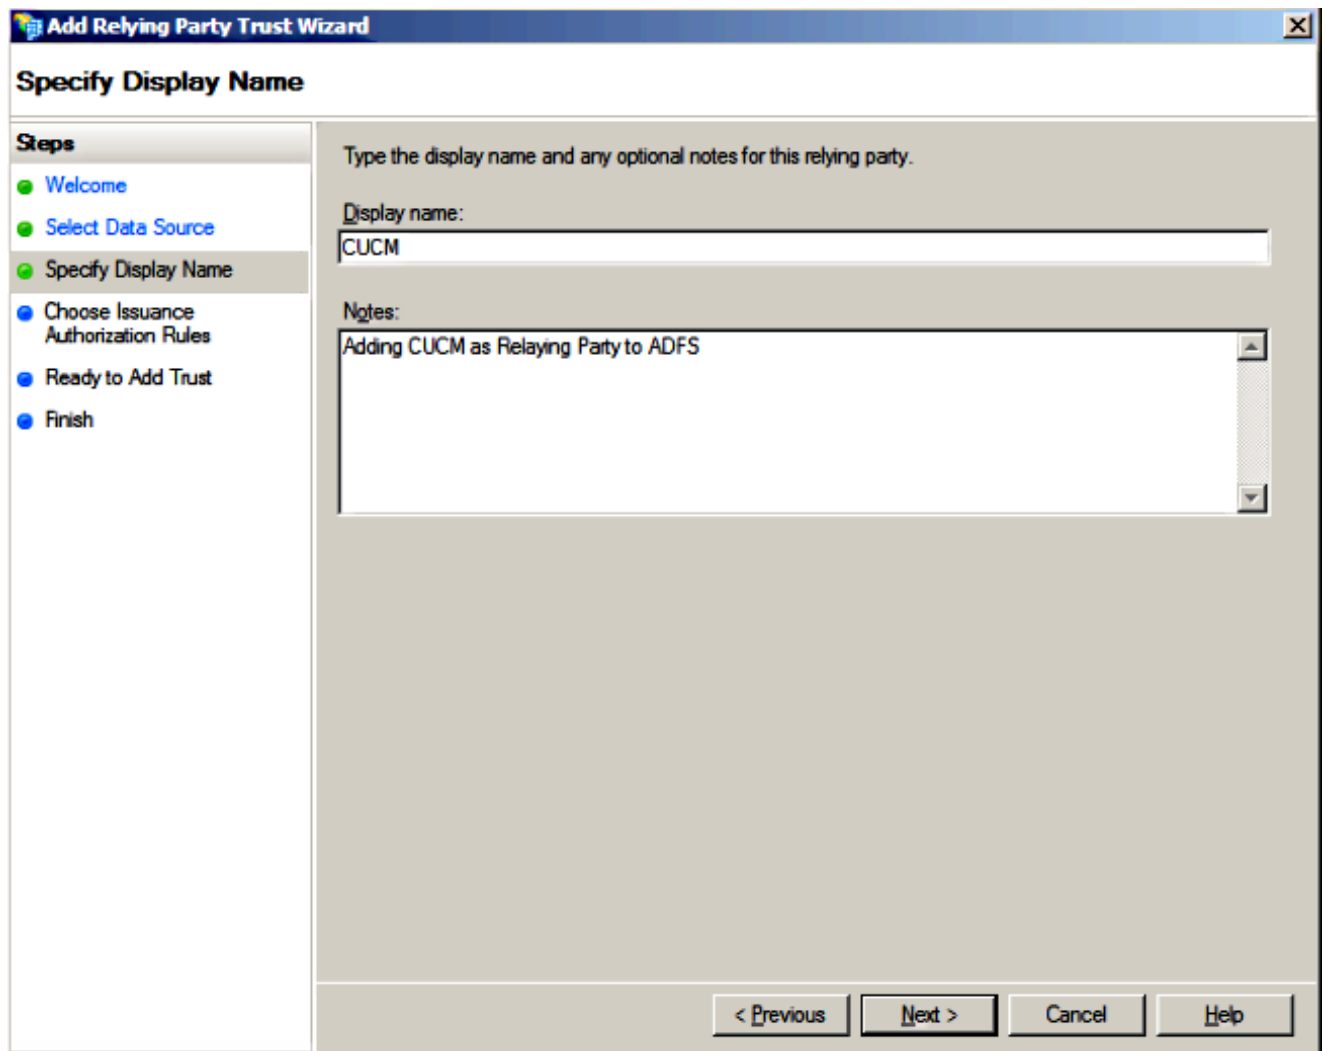 Add Relying Party Trust Wizard
Specify Display Name
Steps
Welcome
Select Data Source
Specify Display Name
Choose Issuance
Authorization Rules
Ready to Add Trust
Finish
Type the display name and any optional notes for this relying party.
Display name:
CUCM
Notes:
Adding CUCM as Relaying Party to ADFS
< Previous
Next >
Cancel
Help